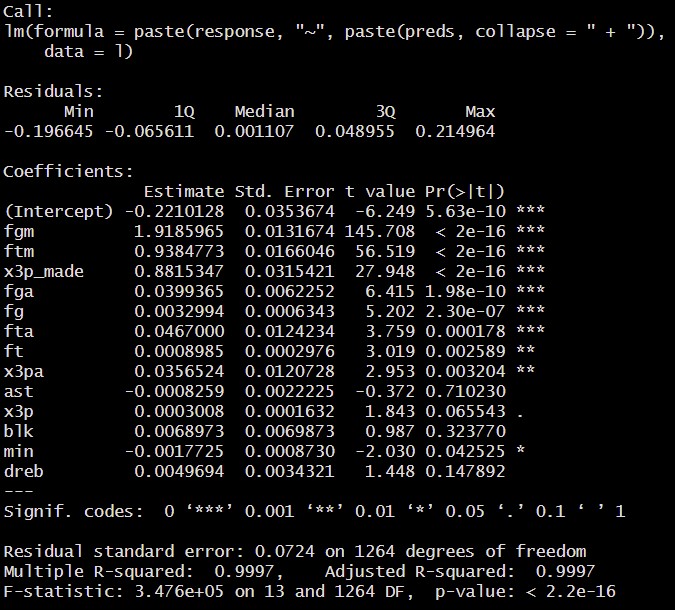 Call:
lm(formula = paste(response, "~", paste(preds, collapse = " + ")),
    data = l)
Residuals:
      Min        1Q    Median        3Q       Max
-0.196645 -0.065611  0.001107  0.048955  0.214964
Coefficients:
              Estimate Std. Error t value Pr(>|t|)
(Intercept) -0.2210128  0.0353674  -6.249 5.63e-10 ***
fgm          1.9185965  0.0131674 145.708  < 2e-16 ***
ftm          0.9384773  0.0166046  56.519  < 2e-16 ***
x3p_made     0.8815347  0.0315421  27.948  < 2e-16 ***
fga          0.0399365  0.0062252   6.415 1.98e-10 ***
fg           0.0032994  0.0006343   5.202 2.30e-07 ***
fta          0.0467000  0.0124234   3.759 0.000178 ***
ft           0.0008985  0.0002976   3.019 0.002589 **
x3pa         0.0356524  0.0120728   2.953 0.003204 **
ast         -0.0008259  0.0022225  -0.372 0.710230
x3p          0.0003008  0.0001632   1.843 0.065543 .
blk          0.0068973  0.0069873   0.987 0.323770
min         -0.0017725  0.0008730  -2.030 0.042525 *
dreb         0.0049694  0.0034321   1.448 0.147892
---
Signif. codes:  0 ‘***’ 0.001 ‘**’ 0.01 ‘*’ 0.05 ‘.’ 0.1 ‘ ’ 1
Residual standard error: 0.0724 on 1264 degrees of freedom
Multiple R-squared:  0.9997,    Adjusted R-squared:  0.9997
F-statistic: 3.476e+05 on 13 and 1264 DF,  p-value: < 2.2e-16